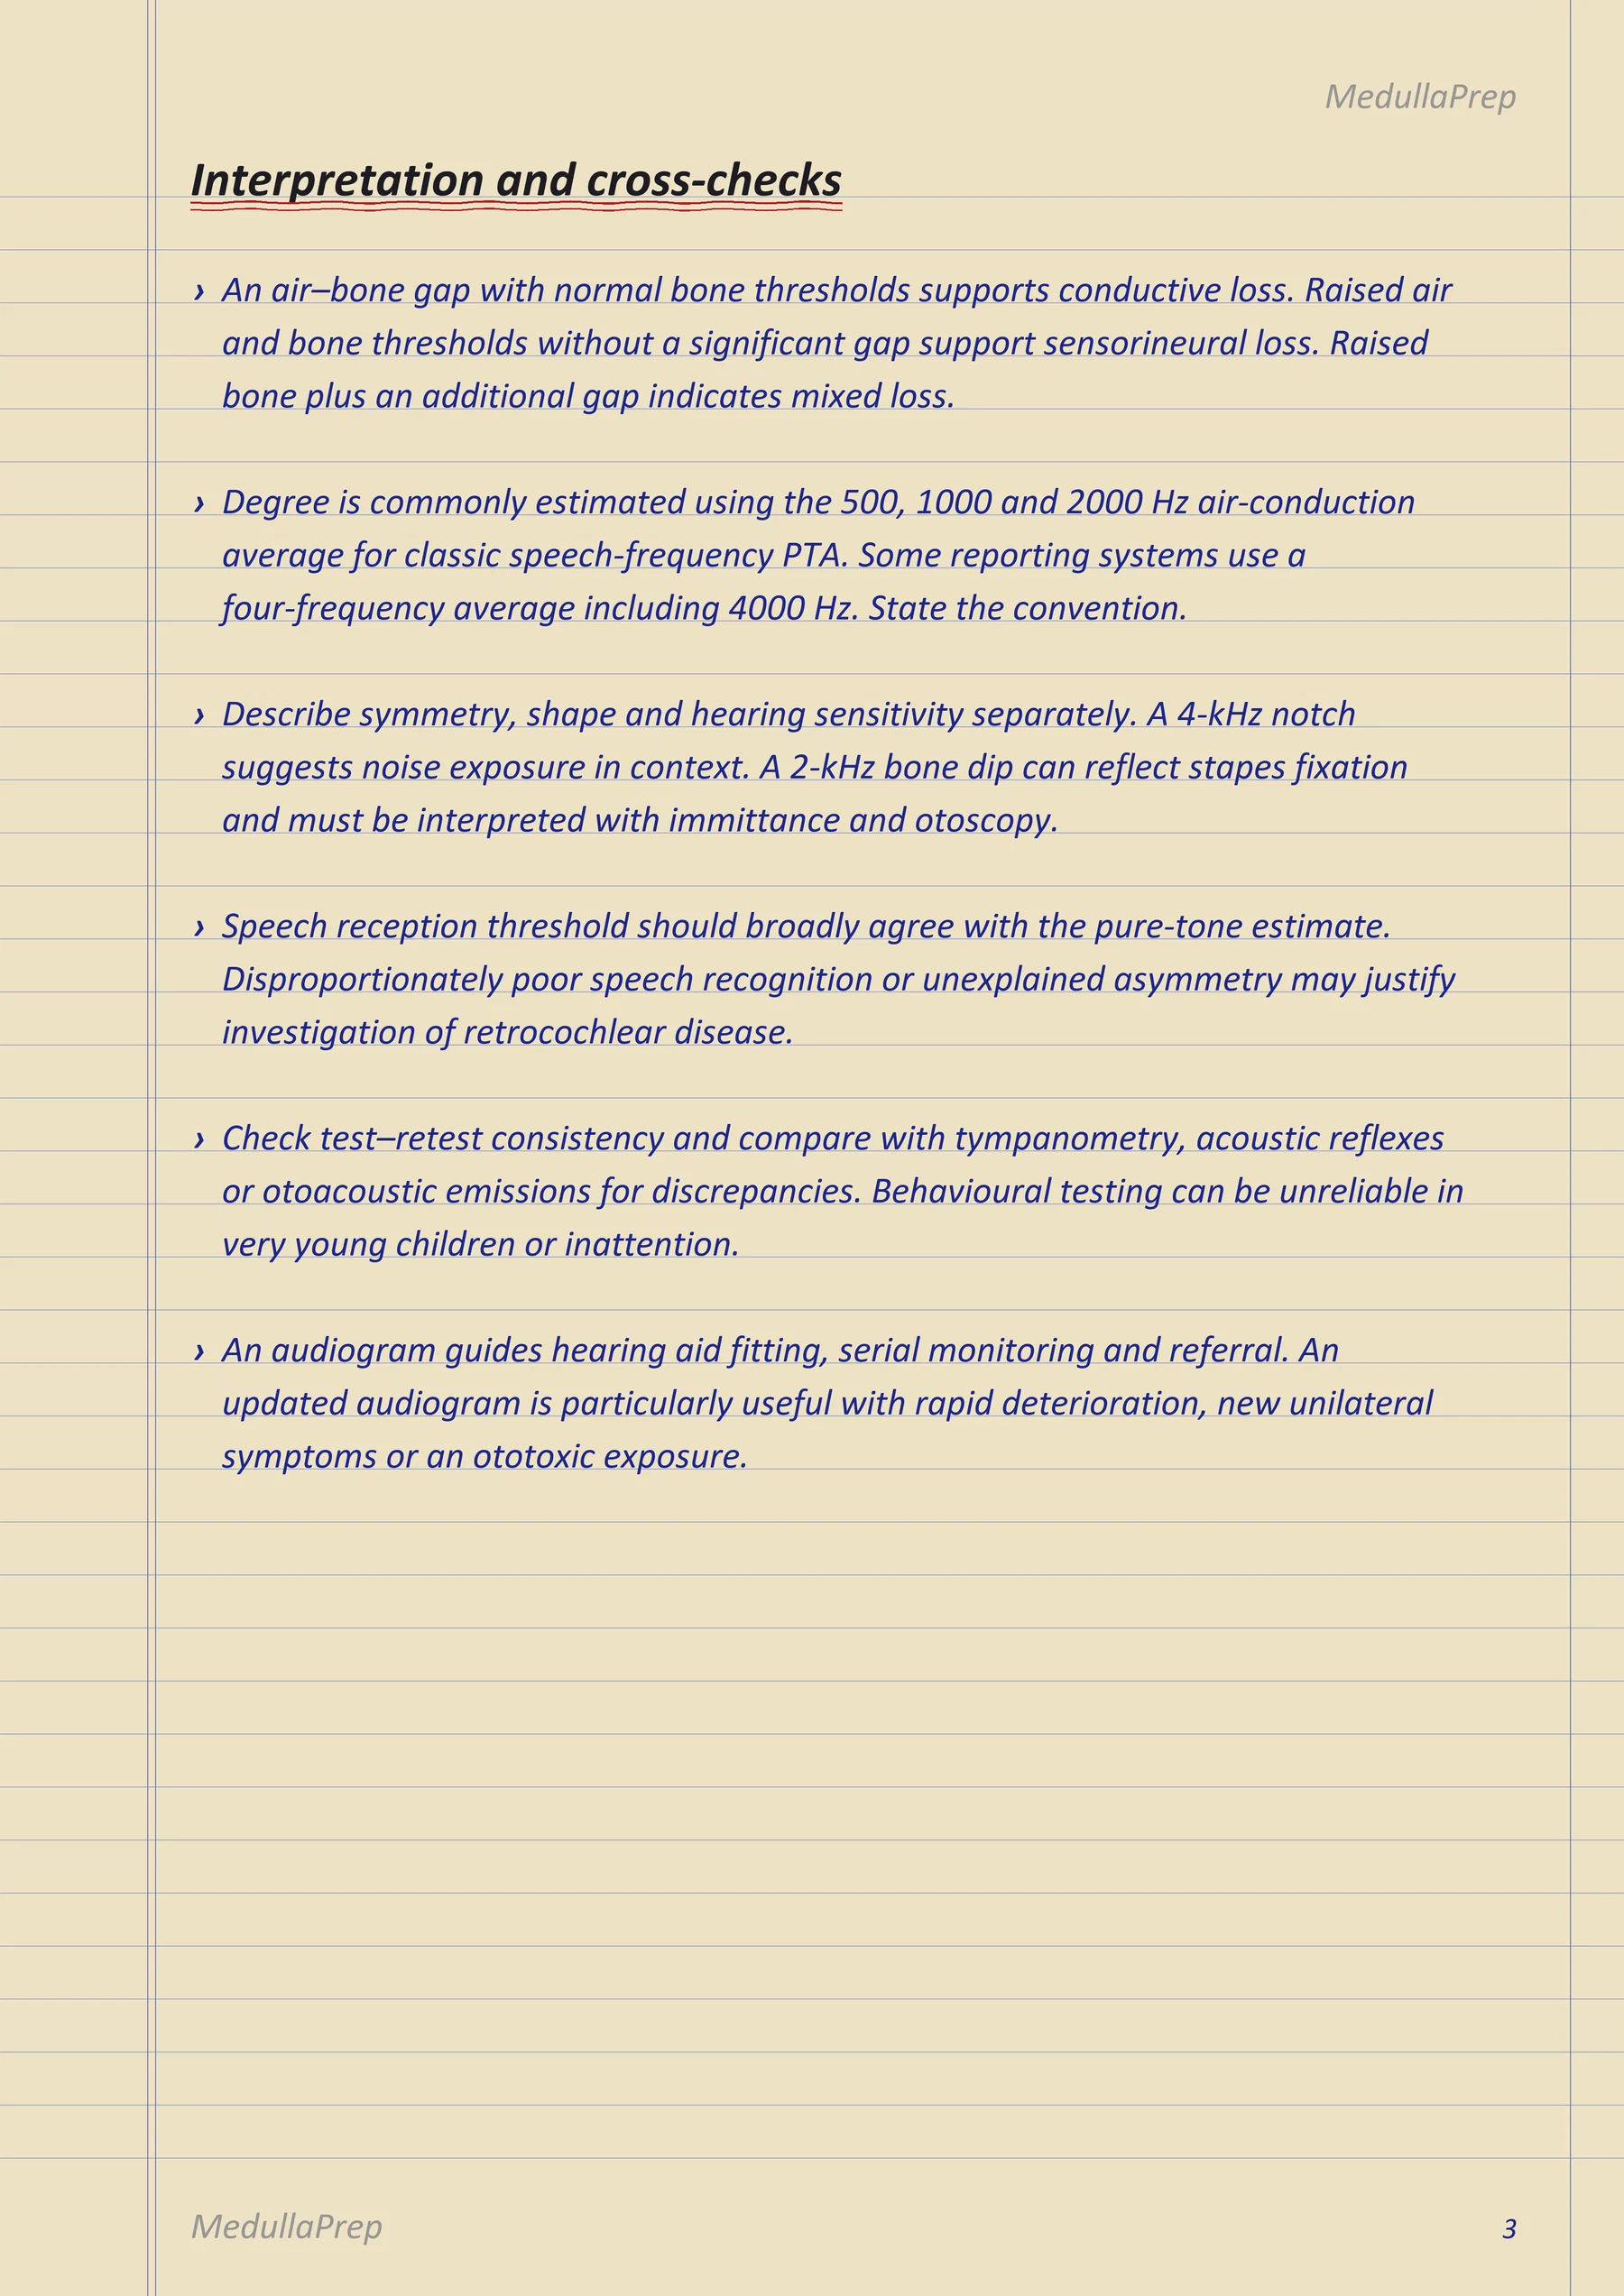 MedullaPrep
Interpretation and cross-checks
› An air–bone gap with normal bone thresholds supports conductive loss. Raised air
and bone thresholds without a significant gap support sensorineural loss. Raised
bone plus an additional gap indicates mixed loss.
› Degree is commonly estimated using the 500, 1000 and 2000 Hz air-conduction
average for classic speech-frequency PTA. Some reporting systems use a
four-frequency average including 4000 Hz. State the convention.
› Describe symmetry, shape and hearing sensitivity separately. A 4-kHz notch
suggests noise exposure in context. A 2-kHz bone dip can reflect stapes fixation
and must be interpreted with immittance and otoscopy.
› Speech reception threshold should broadly agree with the pure-tone estimate.
Disproportionately poor speech recognition or unexplained asymmetry may justify
investigation of retrocochlear disease.
› Check test–retest consistency and compare with tympanometry, acoustic reflexes
or otoacoustic emissions for discrepancies. Behavioural testing can be unreliable in
very young children or inattention.
› An audiogram guides hearing aid fitting, serial monitoring and referral. An
updated audiogram is particularly useful with rapid deterioration, new unilateral
symptoms or an ototoxic exposure.
MedullaPrep
3